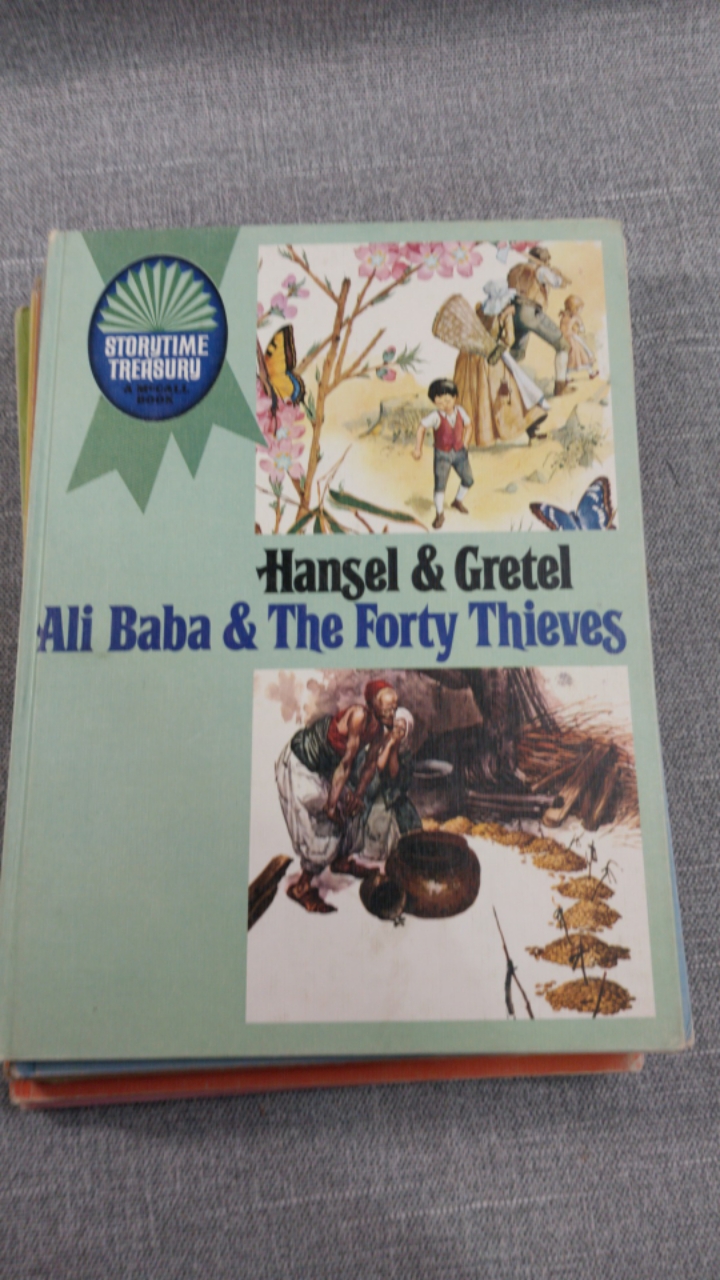 STORYTIME
TREASURY
A McCALL
BOOK
Hansel & Gretel
Ali Baba & The Forty Thieves